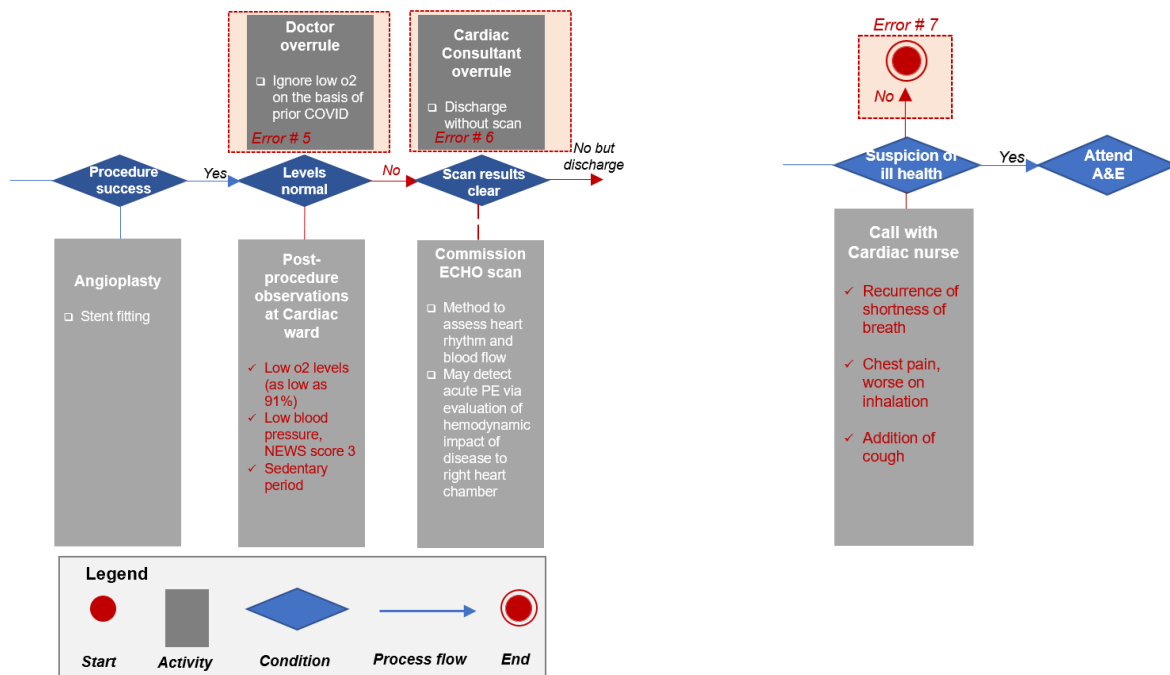 Doctor
overrule
❑ Ignore low o2
on the basis of
prior COVID
Error # 5
Cardiac
Consultant
overrule
❑ Discharge
without scan
Error # 6
No but
discharge
Error # 7
No
Procedure
success
Yes
Levels
normal
No
Scan results
clear
Suspicion of
ill health
Yes
Attend
A&E
Angioplasty
❑ Stent fitting
Post-
procedure
observations
at Cardiac
ward
✓ Low o2 levels
(as low as
91%)
✓ Low blood
pressure,
NEWS score 3
✓ Sedentary
period
Commission
ECHO scan
❑ Method to
assess heart
rhythm and
blood flow
❑ May detect
acute PE via
evaluation of
hemodynamic
impact of
disease to
right heart
chamber
Call with
Cardiac nurse
✓ Recurrence of
shortness of
breath
✓ Chest pain,
worse on
inhalation
✓ Addition of
cough
Legend
Start
Activity
Condition
Process flow
End